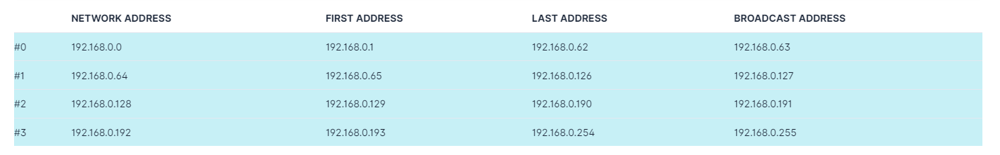 NETWORK ADDRESS FIRST ADDRESS LAST ADDRESS BROADCAST ADDRESS
#0 192.168.0.0 192.168.0.1 192.168.0.62 192.168.0.63
#1 192.168.0.64 192.168.0.65 192.168.0.126 192.168.0.127
#2 192.168.0.128 192.168.0.129 192.168.0.190 192.168.0.191
#3 192.168.0.192 192.168.0.193 192.168.0.254 192.168.0.255